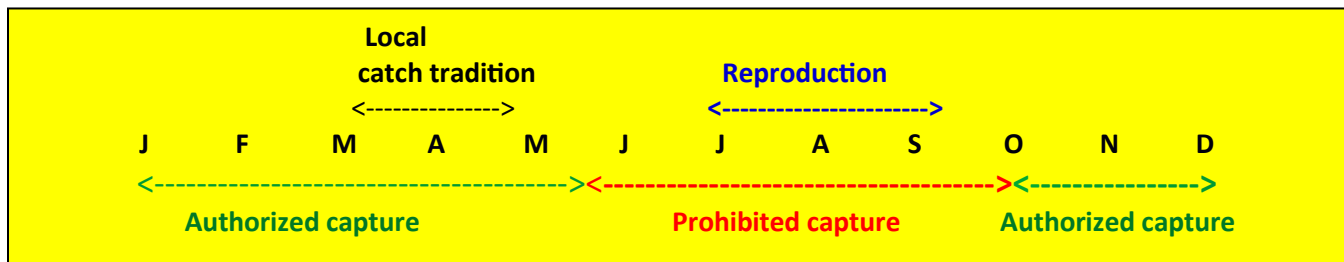 Local
catch tradition Reproduction
<---------------> <----------------------->
J F M A M J J A S O N D
<----------------------------------------><-------------------------------------><---------------->
Authorized capture Prohibited capture Authorized capture